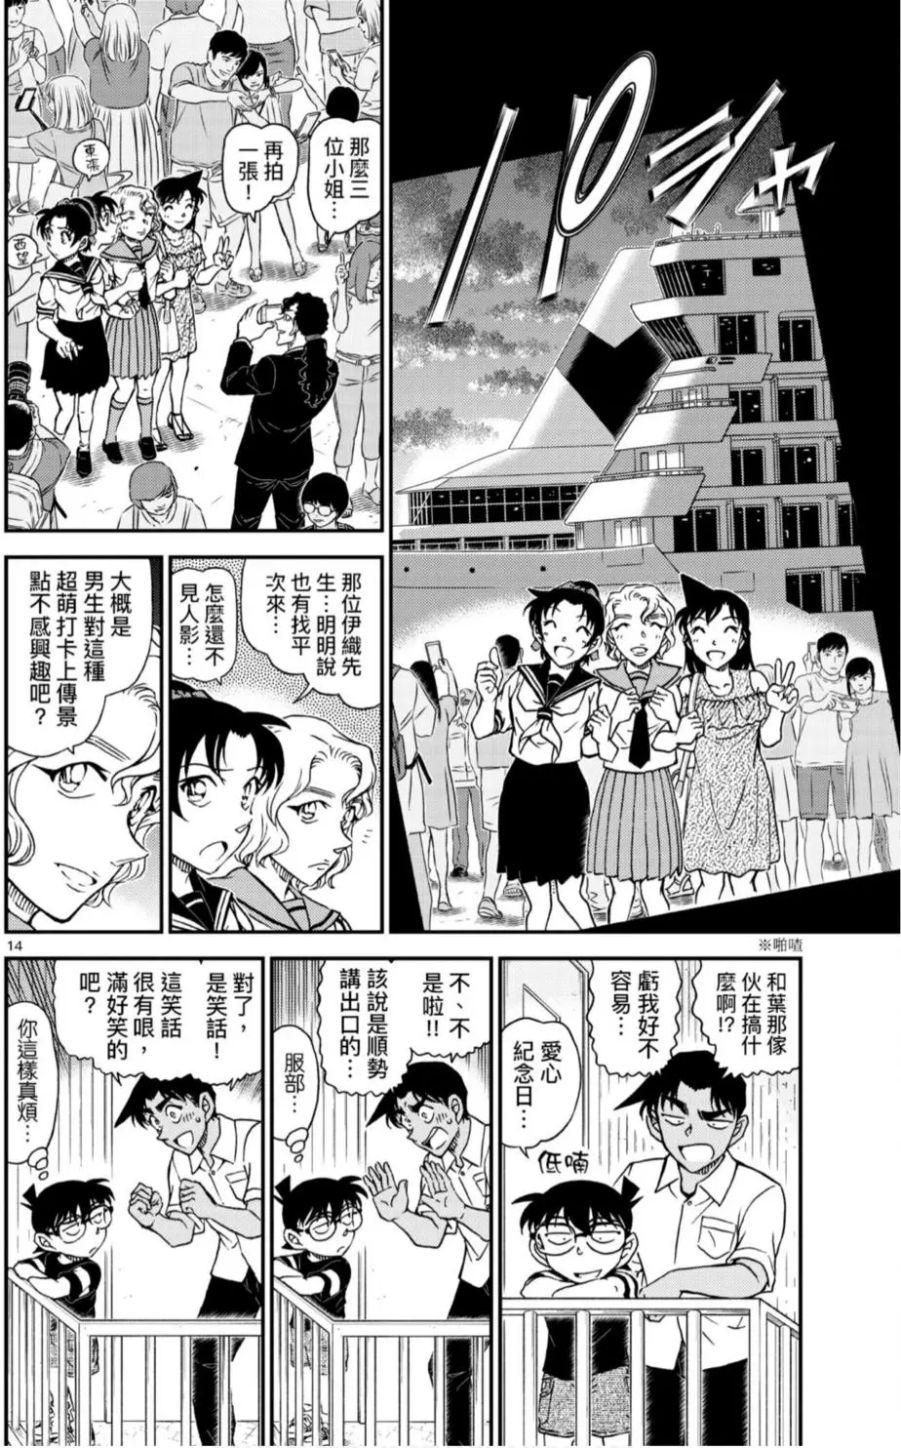 パシャ
※啪喳
那麼三
位小姐…
再拍
一張！
東張
西望
那位伊織先
生…明明說
也有找平
次來…
怎麼還不
見人影…
大概是
男生對這種
超萌打卡上傳景
點不感興趣吧？
14
和葉那傢
伙在搞什
麼啊!?
虧我好不
容易…
愛心
紀念日…
低喃
不、不
是啦!!
該說是順勢
講出口的…
服部…
對了，
是笑話！
這笑話
很有哏，
滿好笑的
吧？
你這樣真煩…